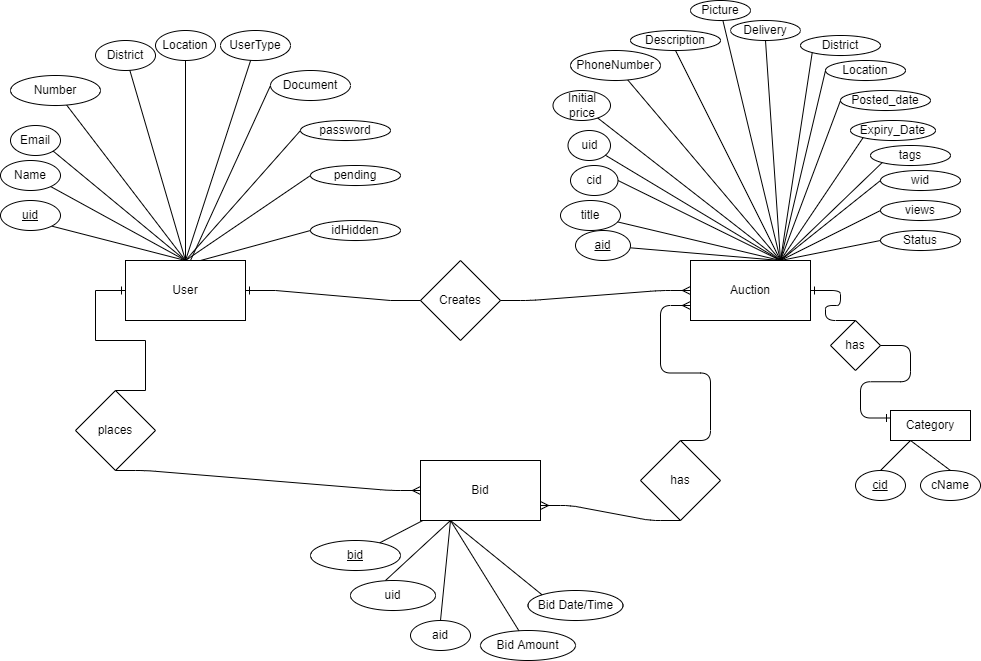 Picture
Delivery
Description
District
PhoneNumber
Location
Initial
price
Posted_date
uid
Expiry_Date
cid
tags
title
wid
aid
views
Status
Location
UserType
District
Number
Document
Email
password
Name
pending
uid
idHidden
User
Creates
Auction
has
Category
cid
cName
places
has
Bid
bid
uid
aid
Bid Date/Time
Bid Amount